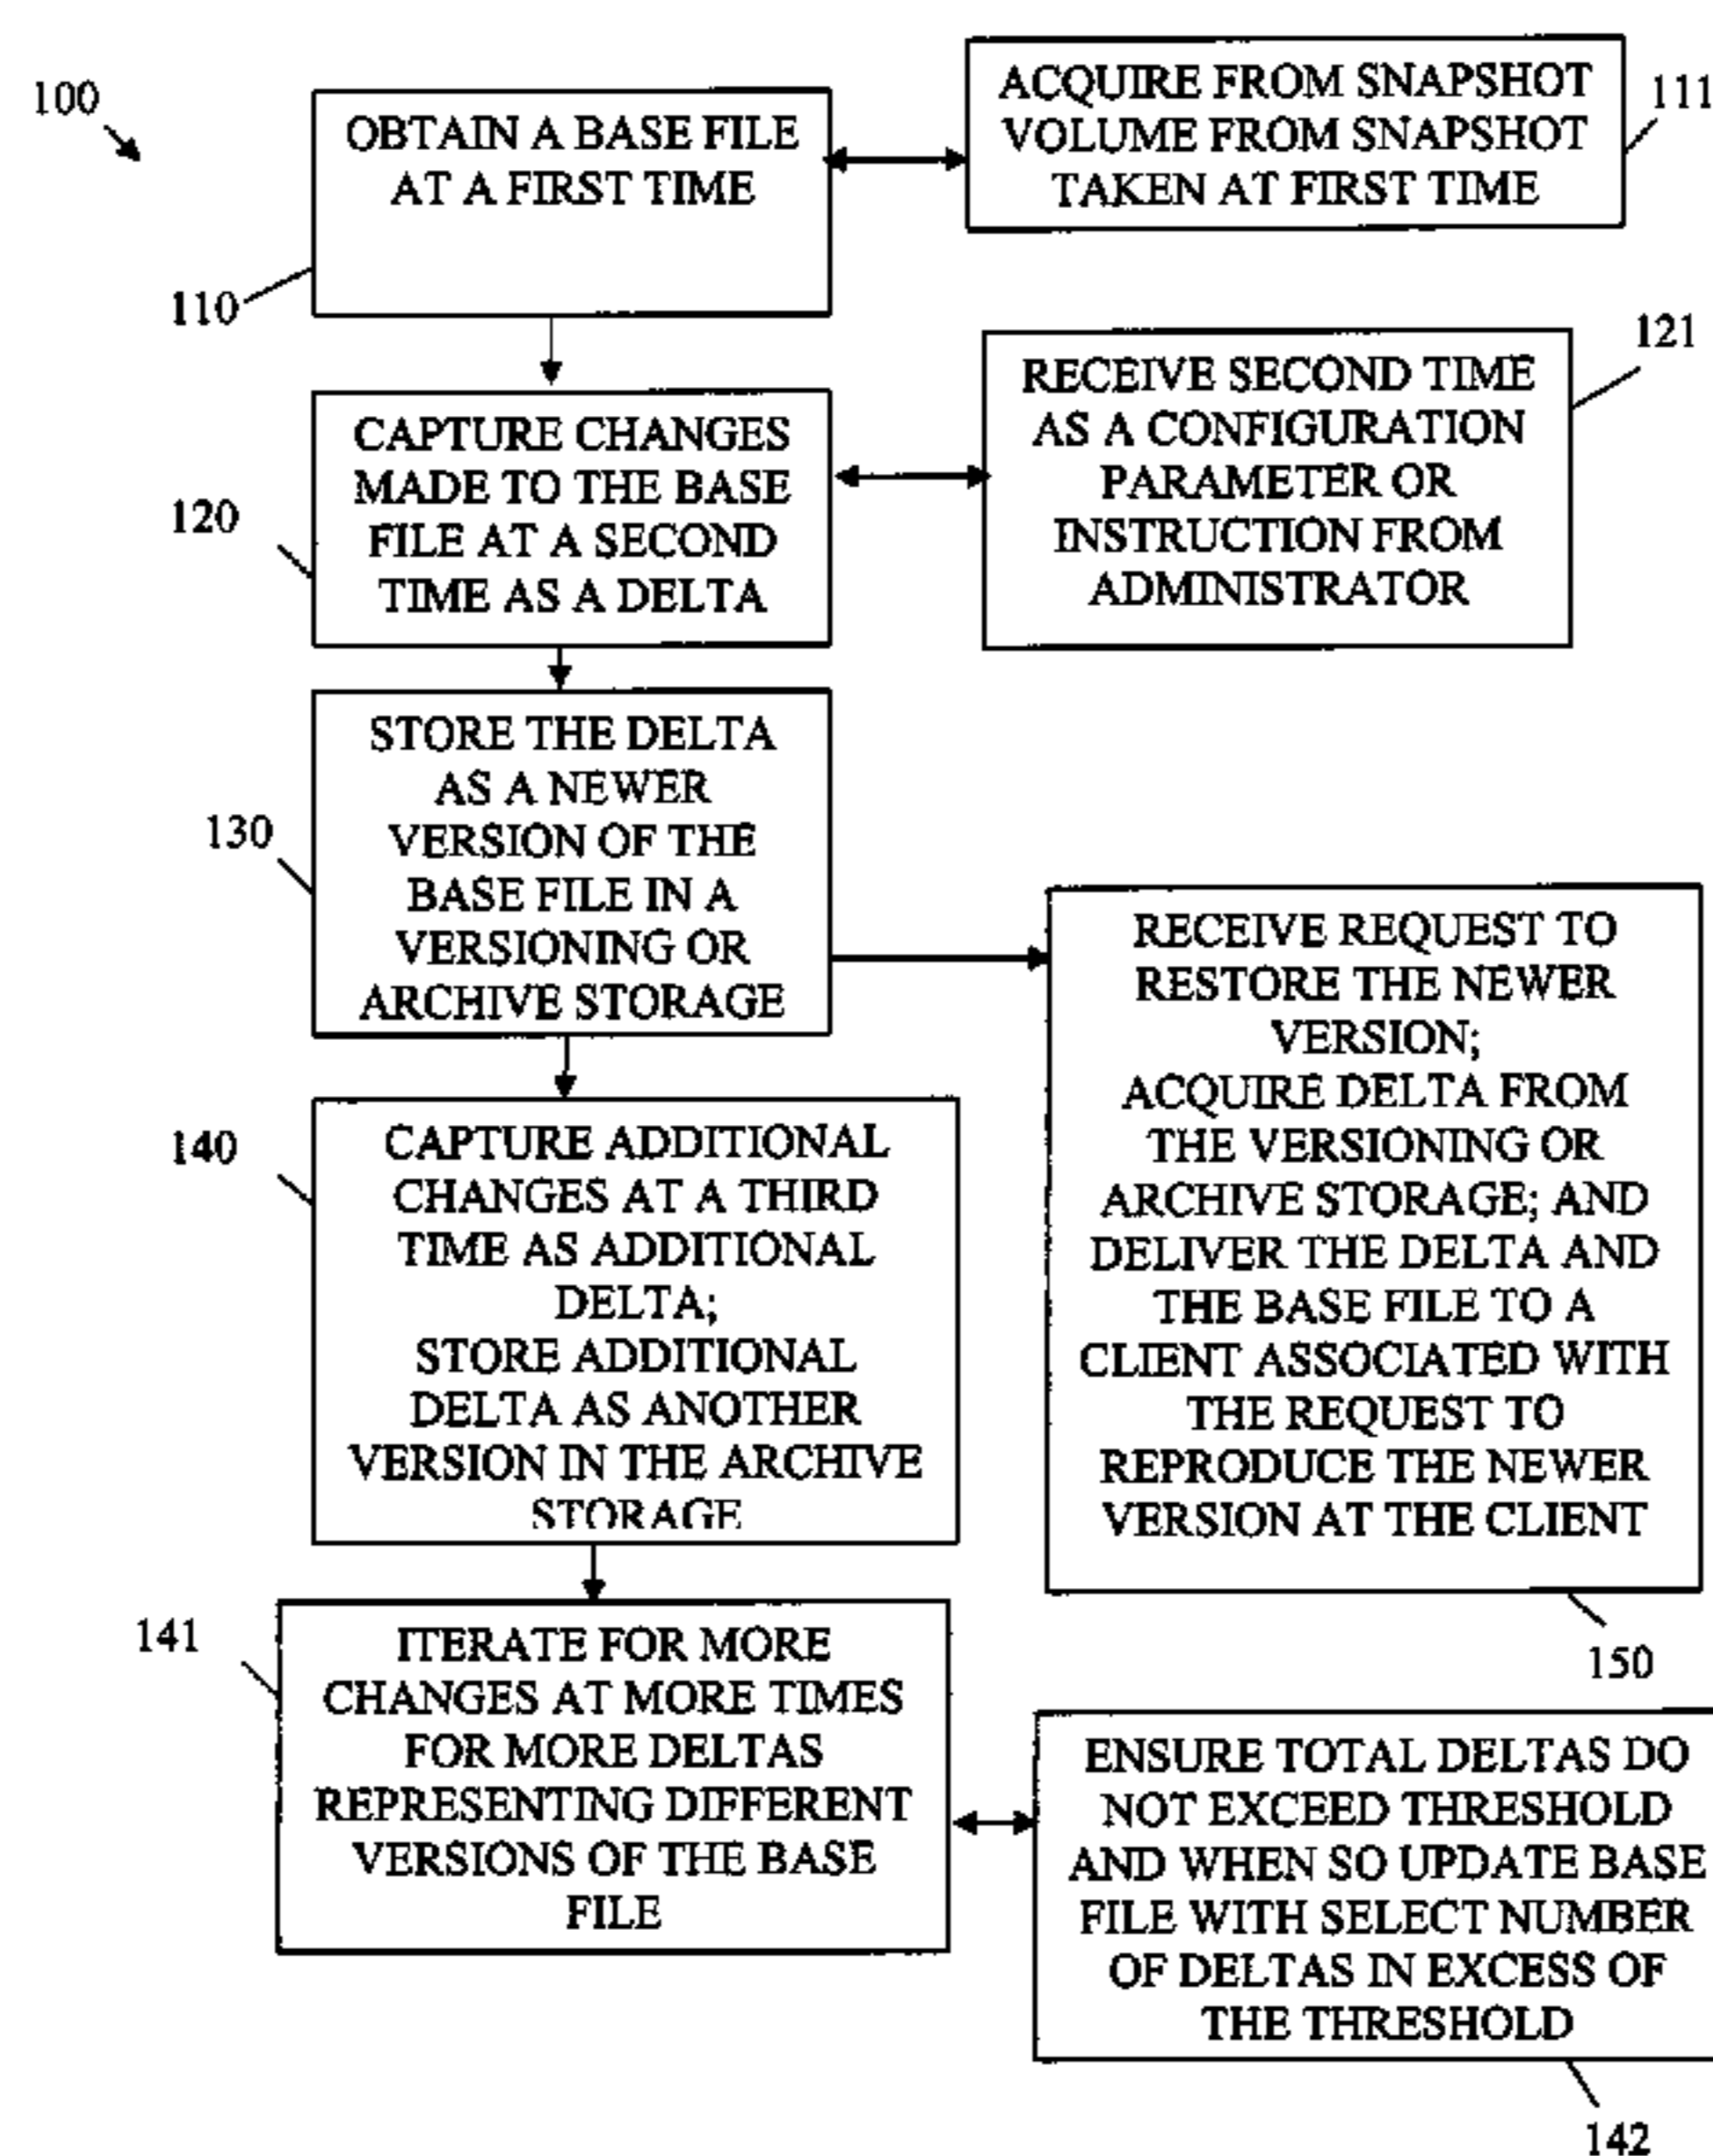 100
OBTAIN A BASE FILE
AT A FIRST TIME
110
ACQUIRE FROM SNAPSHOT
VOLUME FROM SNAPSHOT
TAKEN AT FIRST TIME
111
CAPTURE CHANGES
MADE TO THE BASE
FILE AT A SECOND
TIME AS A DELTA
120
RECEIVE SECOND TIME
AS A CONFIGURATION
PARAMETER OR
INSTRUCTION FROM
ADMINISTRATOR
121
STORE THE DELTA
AS A NEWER
VERSION OF THE
BASE FILE IN A
VERSIONING OR
ARCHIVE STORAGE
130
CAPTURE ADDITIONAL
CHANGES AT A THIRD
TIME AS ADDITIONAL
DELTA;
STORE ADDITIONAL
DELTA AS ANOTHER
VERSION IN THE ARCHIVE
STORAGE
140
RECEIVE REQUEST TO
RESTORE THE NEWER
VERSION;
ACQUIRE DELTA FROM
THE VERSIONING OR
ARCHIVE STORAGE; AND
DELIVER THE DELTA AND
THE BASE FILE TO A
CLIENT ASSOCIATED WITH
THE REQUEST TO
REPRODUCE THE NEWER
VERSION AT THE CLIENT
150
141
ITERATE FOR MORE
CHANGES AT MORE TIMES
FOR MORE DELTAS
REPRESENTING DIFFERENT
VERSIONS OF THE BASE
FILE
ENSURE TOTAL DELTAS DO
NOT EXCEED THRESHOLD
AND WHEN SO UPDATE BASE
FILE WITH SELECT NUMBER
OF DELTAS IN EXCESS OF
THE THRESHOLD
142